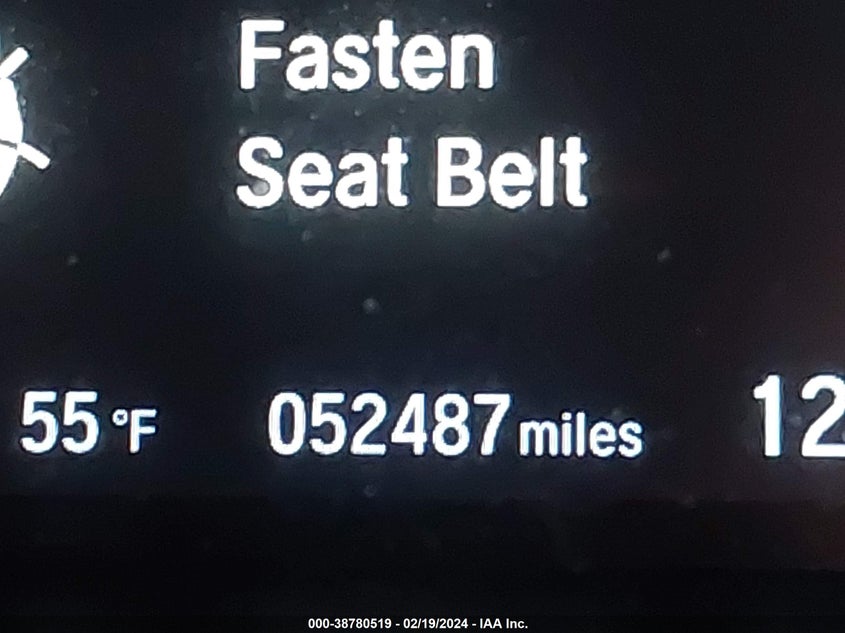 Fasten
Seat Belt
55 °F 052487 miles 12
000-38780519 - 02/19/2024 - IAA Inc.